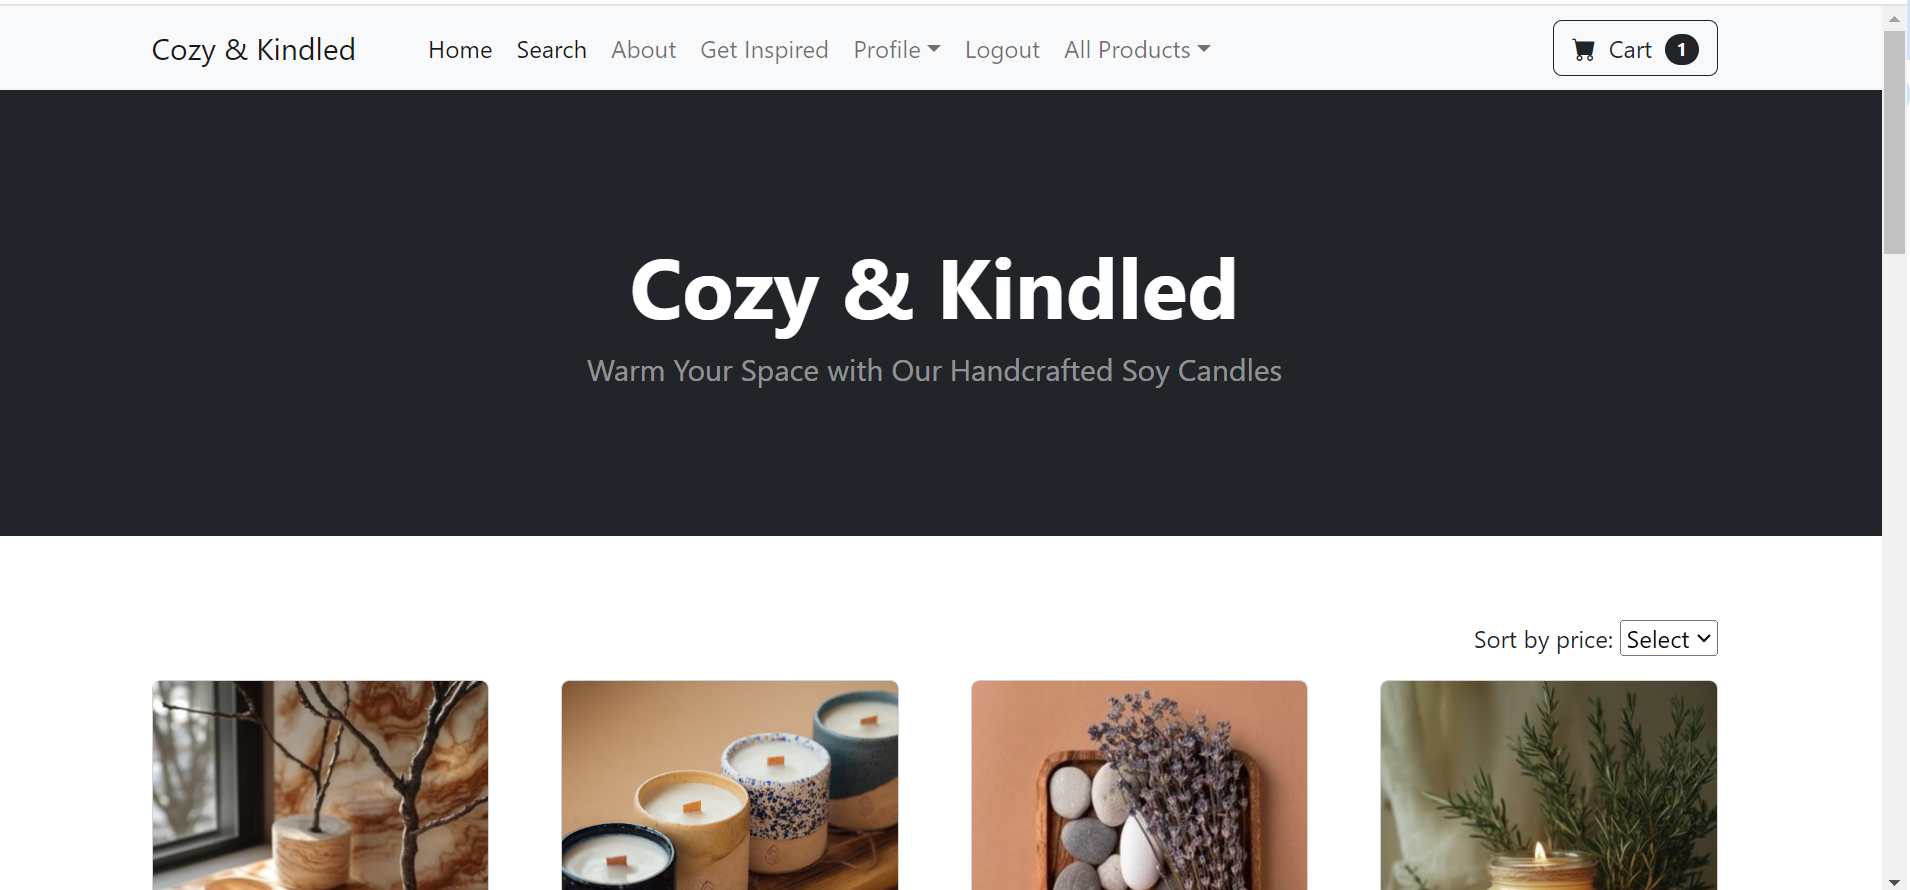 Cozy & Kindled Home Search About Get Inspired Profile Logout All Products Cart 1
Cozy & Kindled
Warm Your Space with Our Handcrafted Soy Candles
Sort by price: Select